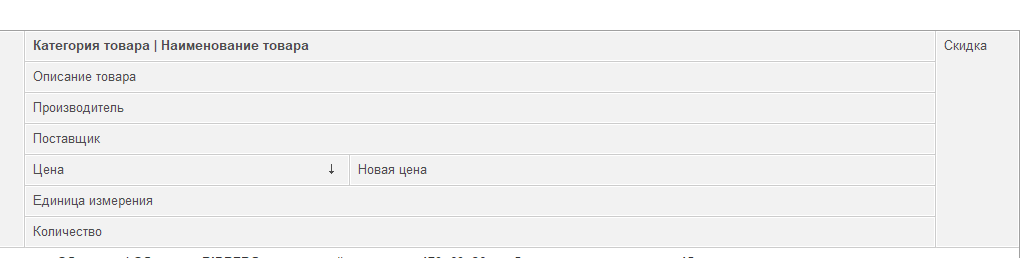 Категория товара | Наименование товара
Скидка
Описание товара
Производитель
Поставщик
Цена ↓ Новая цена
Единица измерения
Количество